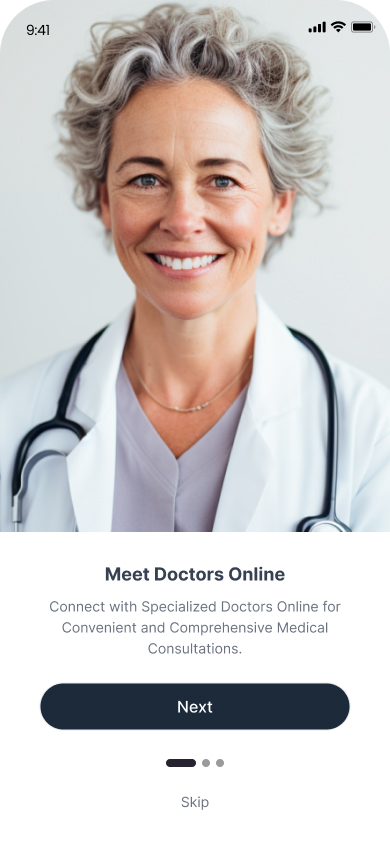 9:41
Meet Doctors Online
Connect with Specialized Doctors Online for
Convenient and Comprehensive Medical
Consultations.
Next
Skip